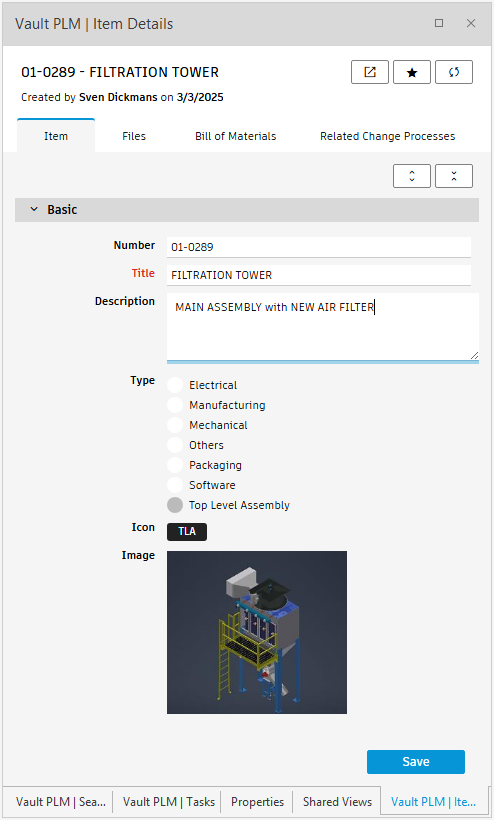 Vault PLM | Item Details
01-0289 - FILTRATION TOWER
Created by Sven Dickmans on 3/3/2025
Item Files Bill of Materials Related Change Processes
Basic
Number 01-0289
Title FILTRATION TOWER
Description MAIN ASSEMBLY with NEW AIR FILTER
Type Electrical
Manufacturing
Mechanical
Others
Packaging
Software
Top Level Assembly
Icon TLA
Image
Save
Vault PLM | Sea... Vault PLM | Tasks Properties Shared Views Vault PLM | Ite...